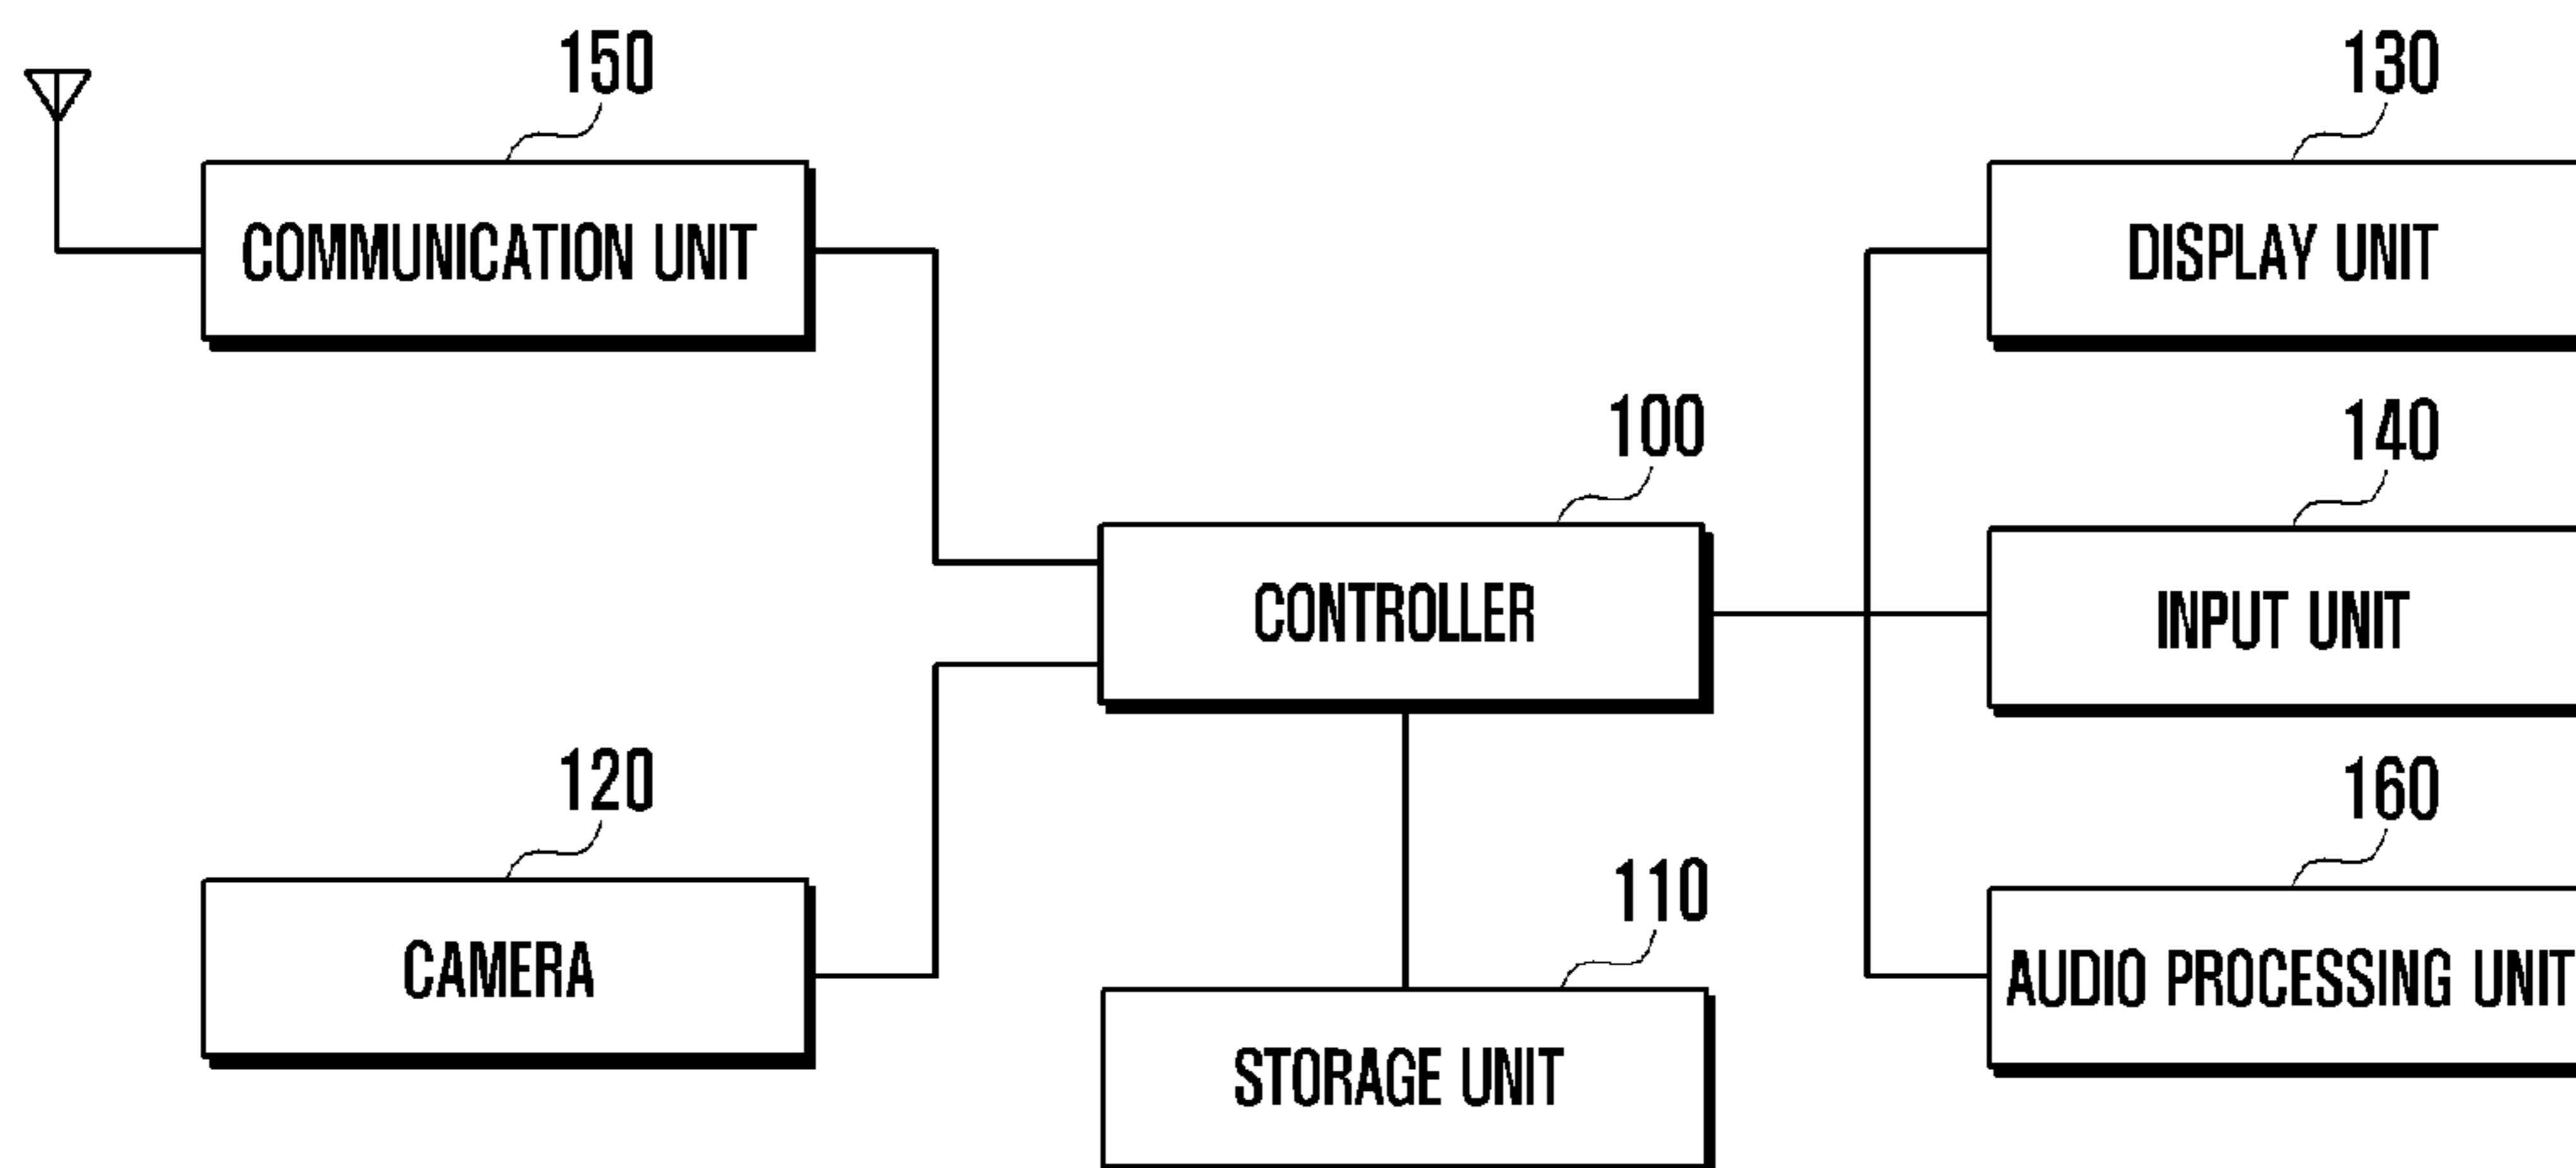 150
COMMUNICATION UNIT
130
DISPLAY UNIT
100
CONTROLLER
140
INPUT UNIT
120
CAMERA
110
STORAGE UNIT
160
AUDIO PROCESSING UNIT